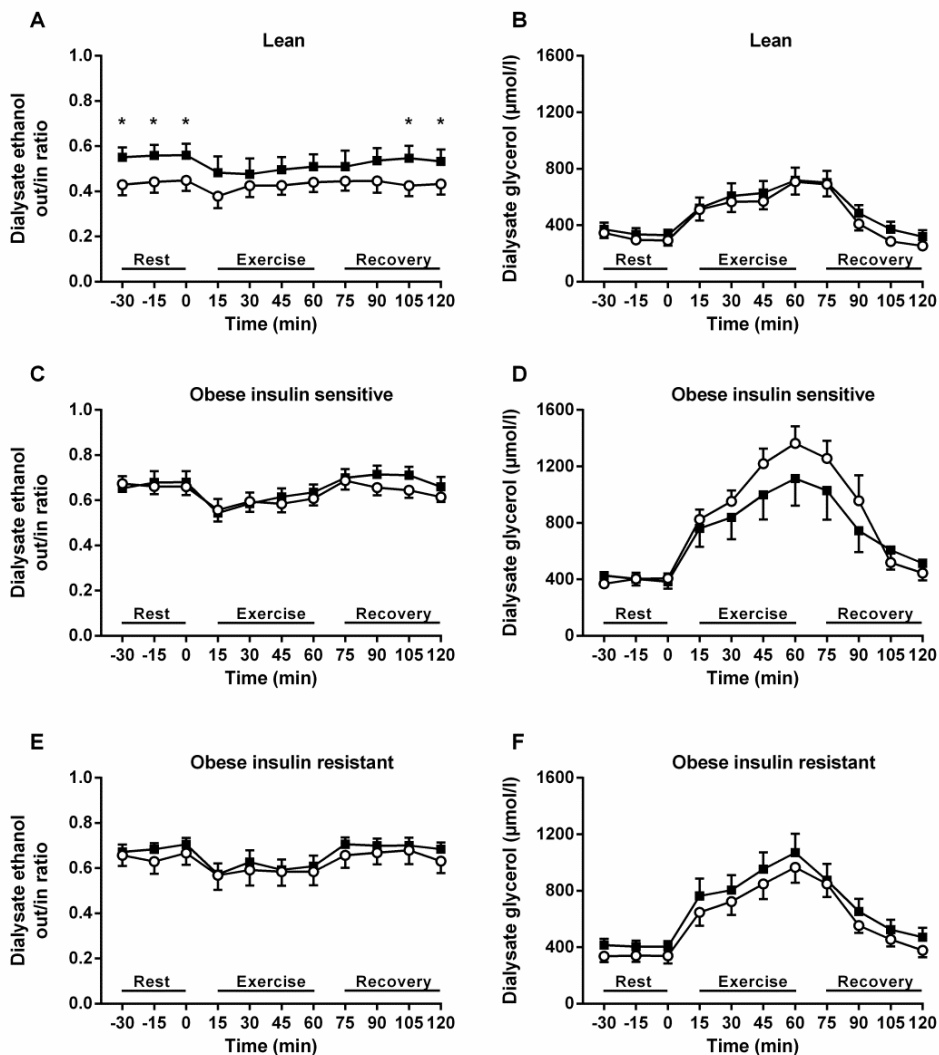 A
Lean
Dialysate ethanol
out/in ratio
1.0
0.8
0.6
0.4
0.2
0.0
* * * * *
Rest Exercise Recovery
-30 -15 0 15 30 45 60 75 90 105 120
Time (min)
B
Lean
Dialysate glycerol (µmol/l)
1600
1200
800
400
0
Rest Exercise Recovery
-30 -15 0 15 30 45 60 75 90 105 120
Time (min)
C
Obese insulin sensitive
Dialysate ethanol
out/in ratio
1.0
0.8
0.6
0.4
0.2
0.0
Rest Exercise Recovery
-30 -15 0 15 30 45 60 75 90 105 120
Time (min)
D
Obese insulin sensitive
Dialysate glycerol (µmol/l)
1600
1200
800
400
0
Rest Exercise Recovery
-30 -15 0 15 30 45 60 75 90 105 120
Time (min)
E
Obese insulin resistant
Dialysate ethanol
out/in ratio
1.0
0.8
0.6
0.4
0.2
0.0
Rest Exercise Recovery
-30 -15 0 15 30 45 60 75 90 105 120
Time (min)
F
Obese insulin resistant
Dialysate glycerol (µmol/l)
1600
1200
800
400
0
Rest Exercise Recovery
-30 -15 0 15 30 45 60 75 90 105 120
Time (min)